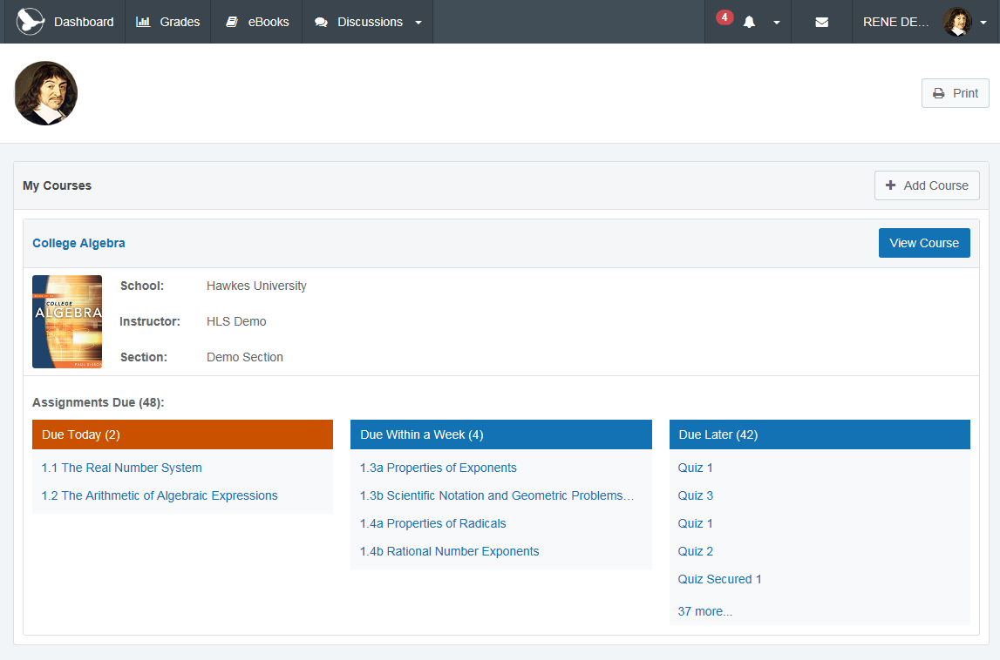 Dashboard Grades eBooks Discussions 4 RENE DE...
Print
My Courses
Add Course
College Algebra
View Course
COLLEGE
ALGEBRA
School: Hawkes University
Instructor: HLS Demo
Section: Demo Section
Assignments Due (48):
Due Today (2)
1.1 The Real Number System
1.2 The Arithmetic of Algebraic Expressions
Due Within a Week (4)
1.3a Properties of Exponents
1.3b Scientific Notation and Geometric Problems...
1.4a Properties of Radicals
1.4b Rational Number Exponents
Due Later (42)
Quiz 1
Quiz 3
Quiz 1
Quiz 2
Quiz Secured 1
37 more...